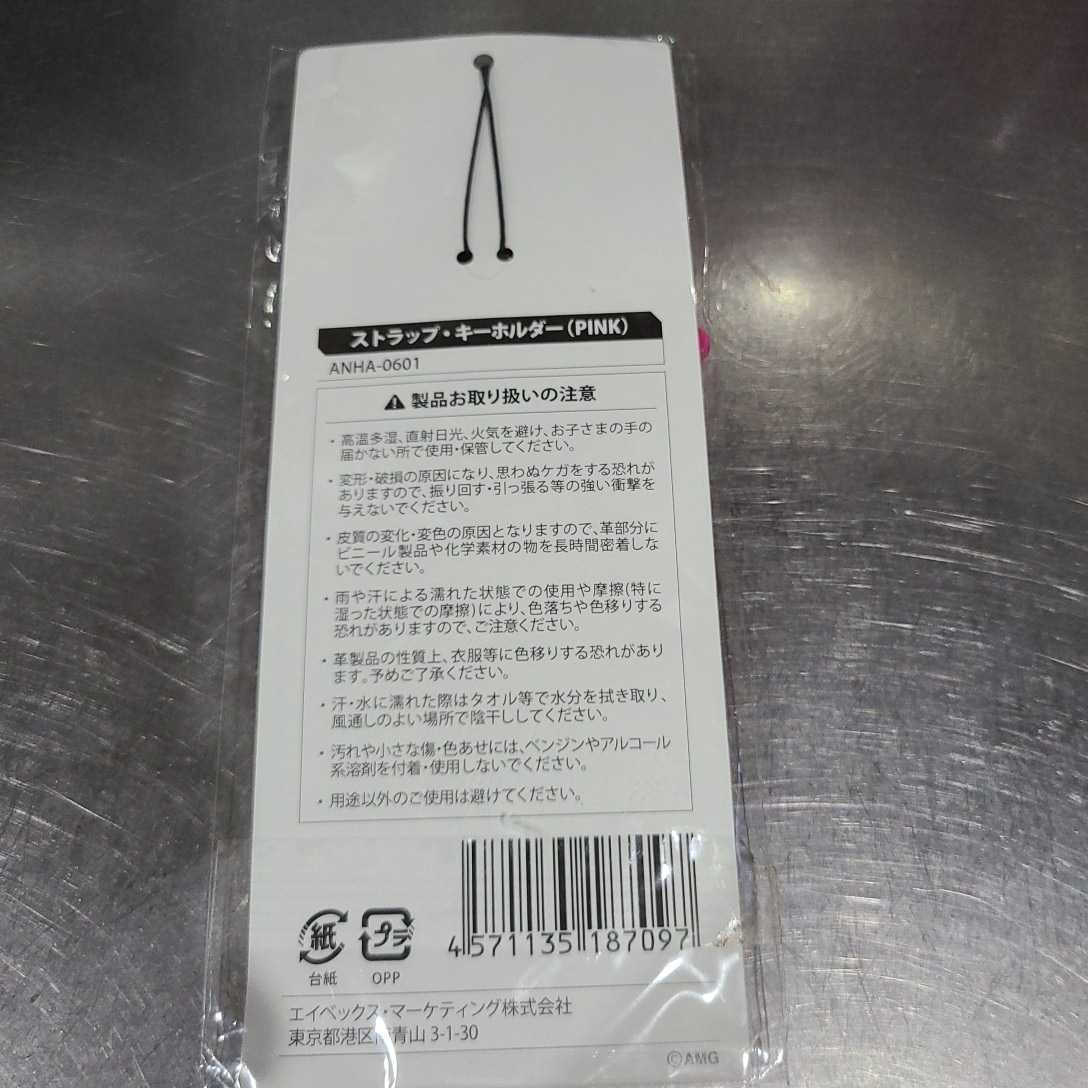 ストラップ・キーホルダー(PINK)
ANHA-0601
製品お取り扱いの注意
・高温多湿、直射日光、火気を避け、お子さまの手の
届かない所で使用・保管してください。
・変形・破損の原因になり、思わぬケガをする恐れが
ありますので、振り回す・引っ張る等の強い衝撃を
与えないでください。
・皮質の変化・変色の原因となりますので、革部分に
ビニール製品や化学素材の物を長時間密着しな
いでください。
・雨や汗による濡れた状態での使用や摩擦(特に
湿った状態での摩擦)により、色落ちや色移りする
恐れがありますので、ご注意ください。
・革製品の性質上、衣服等に色移りする恐れがあり
ます。予めご了承ください。
・汗・水に濡れた際はタオル等で水分を拭き取り、
風通しのよい場所で陰干ししてください。
・汚れや小さな傷・色あせには、ベンジンやアルコール
系溶剤を付着・使用しないでください。
・用途以外のご使用は避けてください。
紙
台紙
プラ
OPP
4 571135 187097
エイベックス・マーケティング株式会社
東京都港区南青山 3-1-30
©AMG